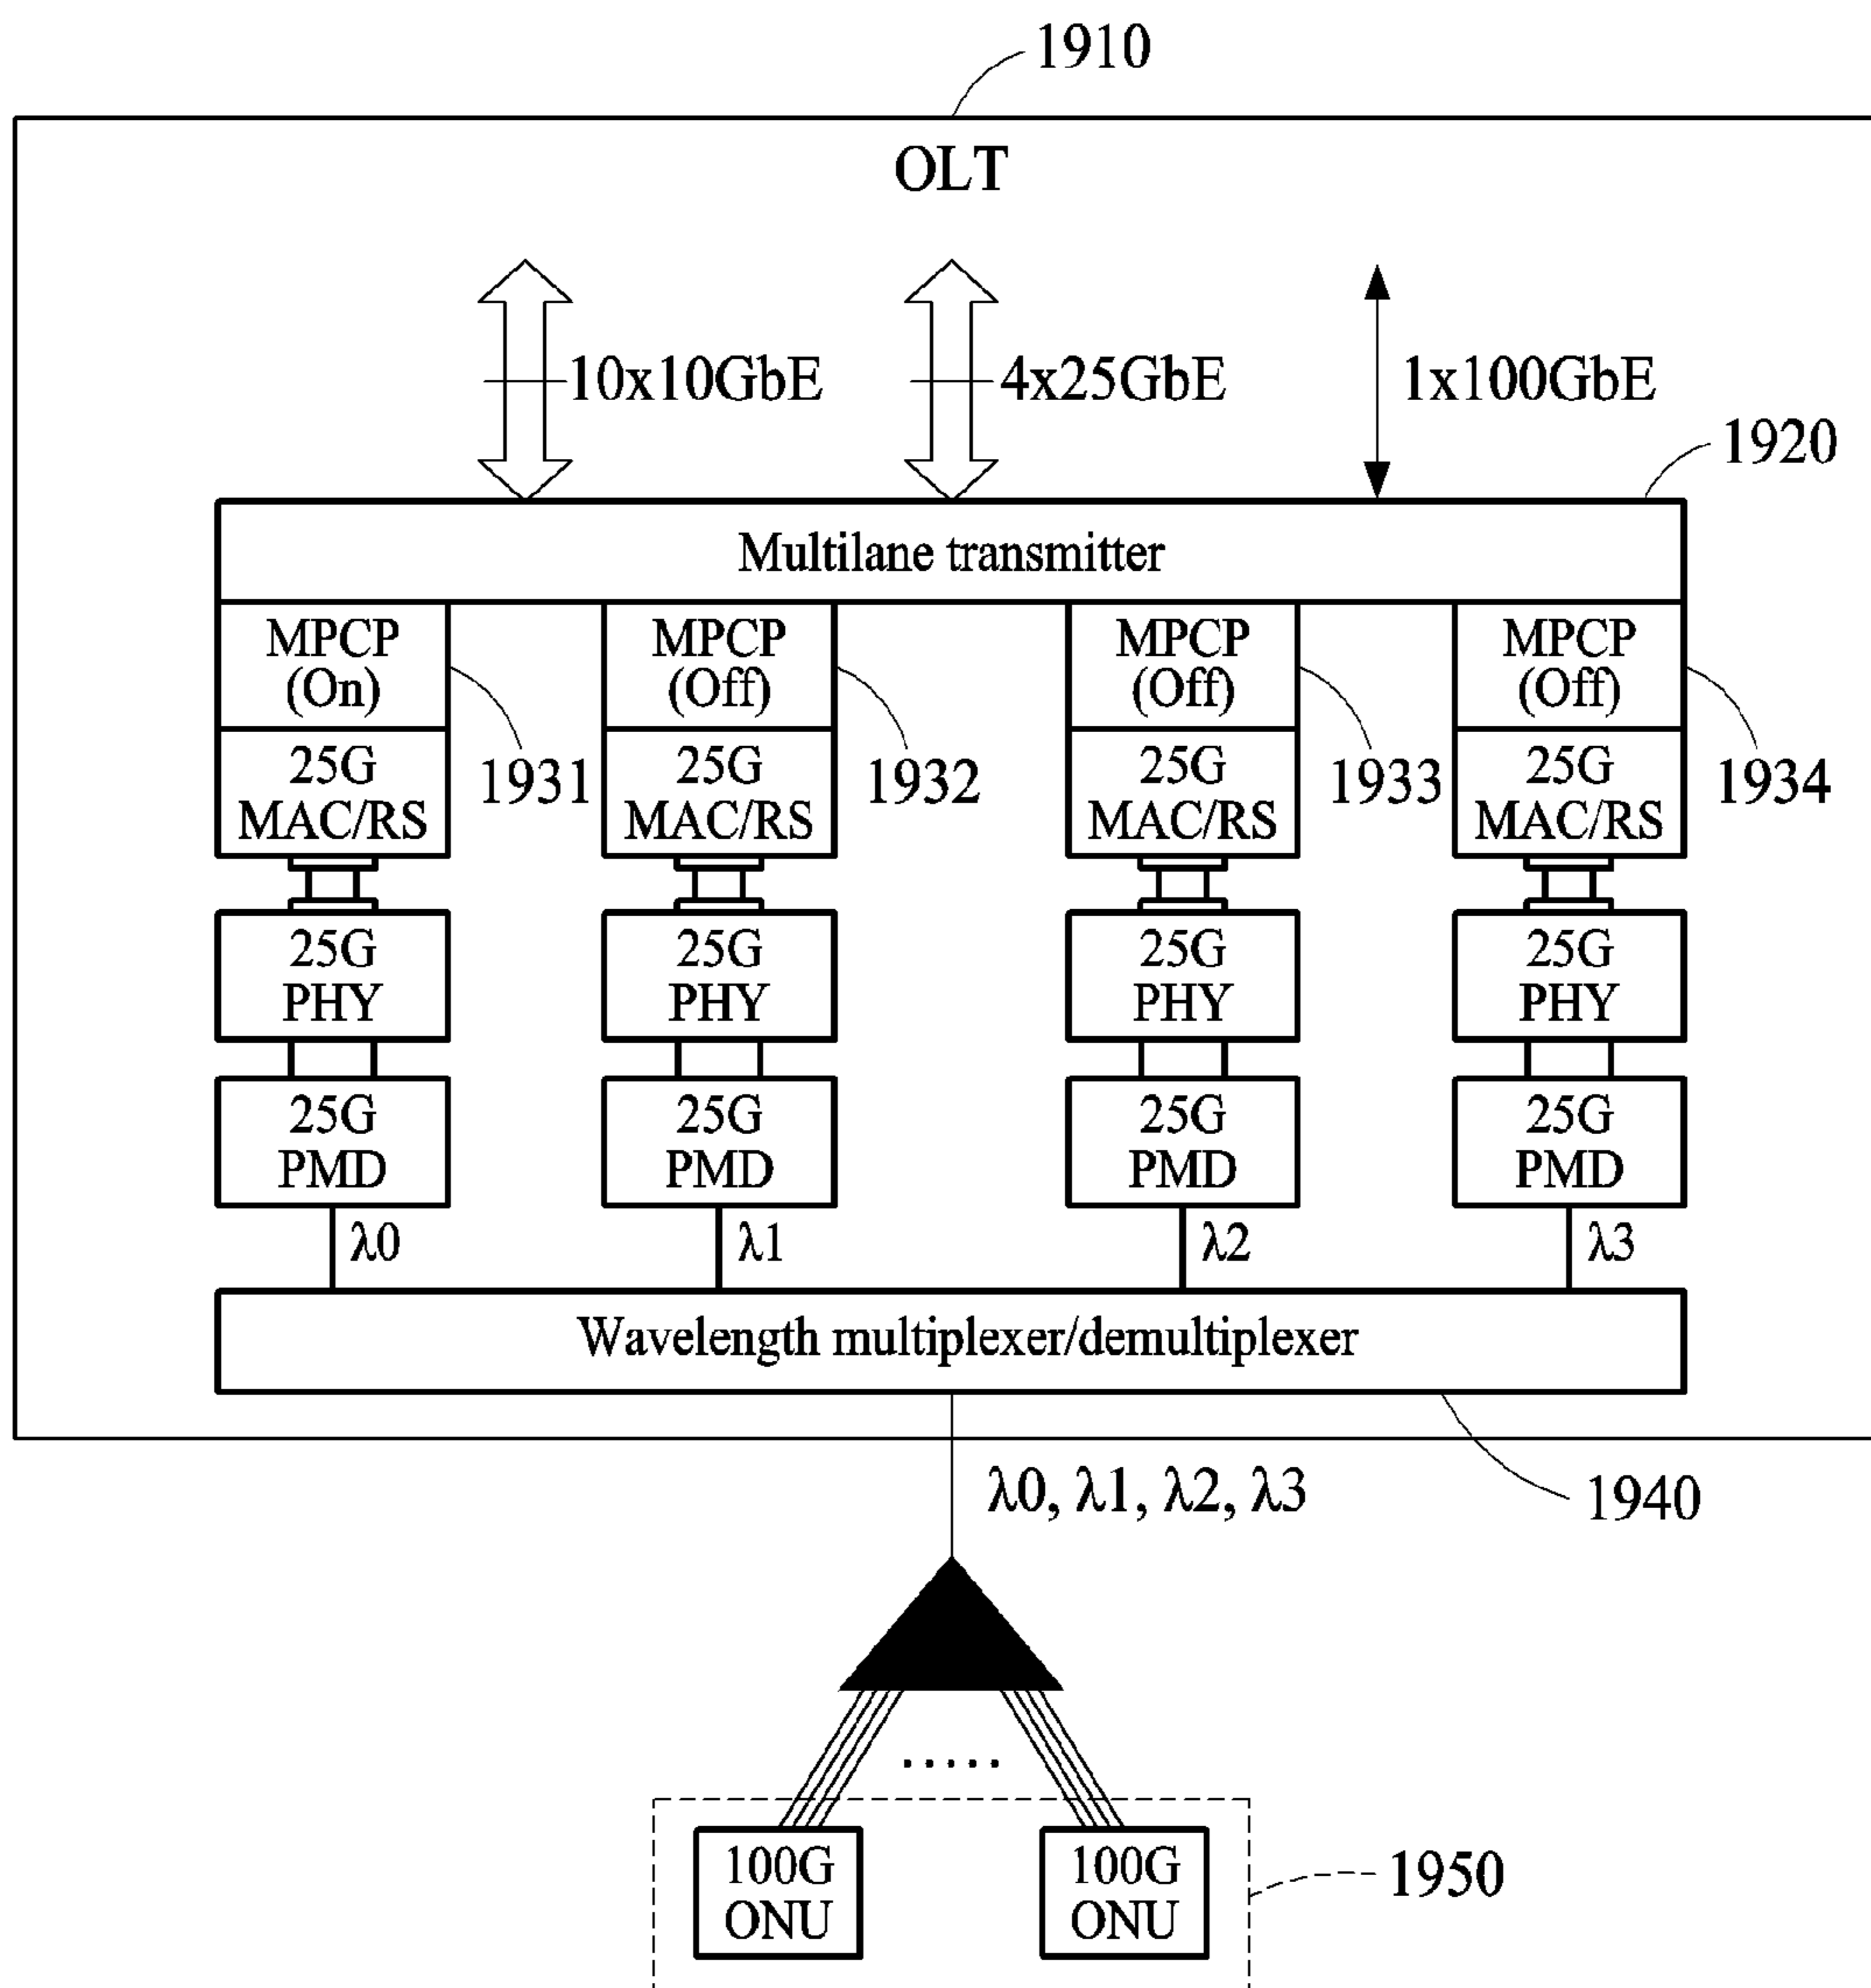 1910
OLT
10x10GbE
4x25GbE
1x100GbE
1920
Multilane transmitter
MPCP
(On)
MPCP
(Off)
MPCP
(Off)
MPCP
(Off)
25G
MAC/RS
1931
25G
MAC/RS
1932
25G
MAC/RS
1933
25G
MAC/RS
1934
25G
PHY
25G
PHY
25G
PHY
25G
PHY
25G
PMD
25G
PMD
25G
PMD
25G
PMD
λ0
λ1
λ2
λ3
Wavelength multiplexer/demultiplexer
λ0, λ1, λ2, λ3
1940
.....
100G
ONU
100G
ONU
1950